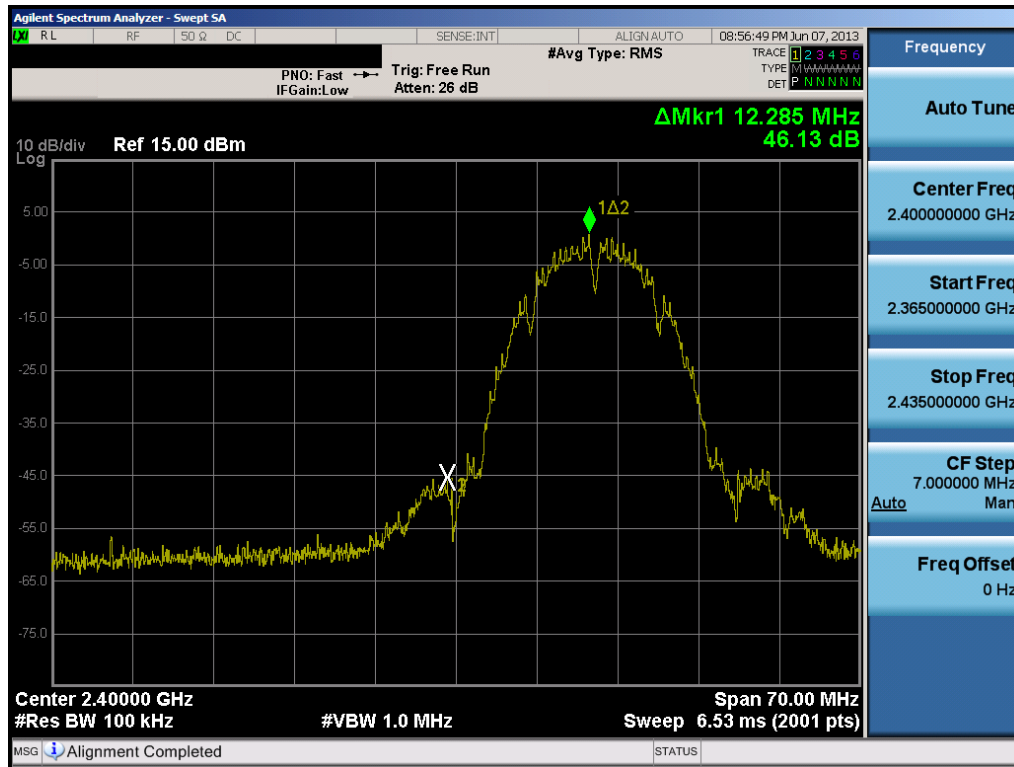 Agilent Spectrum Analyzer - Swept SA
LXI RL RF 50 Ω DC SENSE:INT ALIGN AUTO 08:56:49 PM Jun 07, 2013
PNO: Fast Trig: Free Run #Avg Type: RMS TRACE 1 2 3 4 5 6
IFGain:Low Atten: 26 dB TYPE M W W W W W
DET P N N N N N
ΔMkr1 12.285 MHz
46.13 dB
10 dB/div Ref 15.00 dBm
Log
1Δ2
5.00
-5.00
-15.0
-25.0
-35.0
-45.0
-55.0
-65.0
-75.0
Center 2.40000 GHz Span 70.00 MHz
#Res BW 100 kHz #VBW 1.0 MHz Sweep 6.53 ms (2001 pts)
MSG Alignment Completed STATUS
Frequency
Auto Tune
Center Freq
2.400000000 GHz
Start Freq
2.365000000 GHz
Stop Freq
2.435000000 GHz
CF Step
7.000000 MHz
Auto Man
Freq Offset
0 Hz